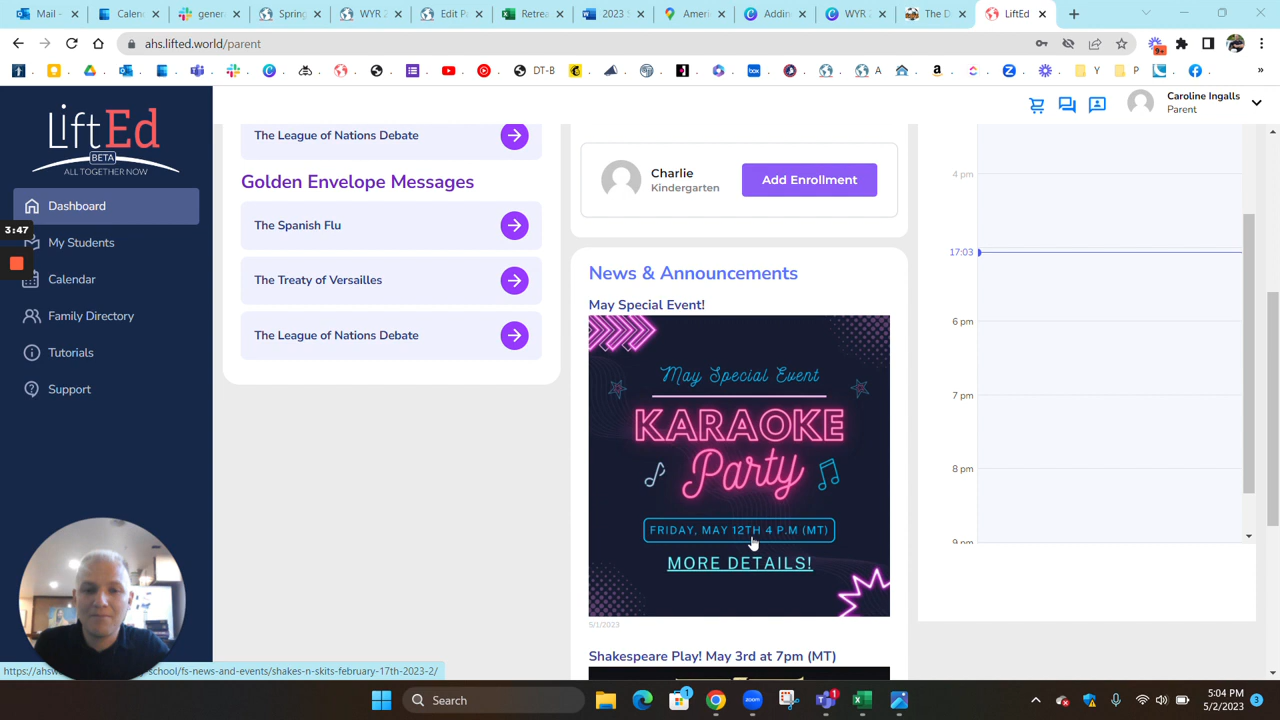 Mail
Calen
gener
Spring
WYR 2
Edit P
Retrea
2023 S
Ameri
Addin
WYR
The D
LiftEd
ahs.lifted.world/parent
9+
DT-B
A
Y
P
Lift Ed
BETA
ALL TOGETHER NOW
Caroline Ingalls
Parent
Dashboard
My Students
Calendar
Family Directory
Tutorials
Support
3:47
The League of Nations Debate
Golden Envelope Messages
The Spanish Flu
The Treaty of Versailles
The League of Nations Debate
Charlie
Kindergarten
Add Enrollment
News & Announcements
May Special Event!
May Special Event
KARAOKE
Party
FRIDAY, MAY 12TH 4 P.M (MT)
MORE DETAILS!
5/1/2023
Shakespeare Play! May 3rd at 7pm (MT)
4 pm
17:03
6 pm
7 pm
8 pm
9 pm
school/fs-news-and-events/shakes-n-skits-february-17th-2023-2/
Search
5:04 PM
5/2/2023